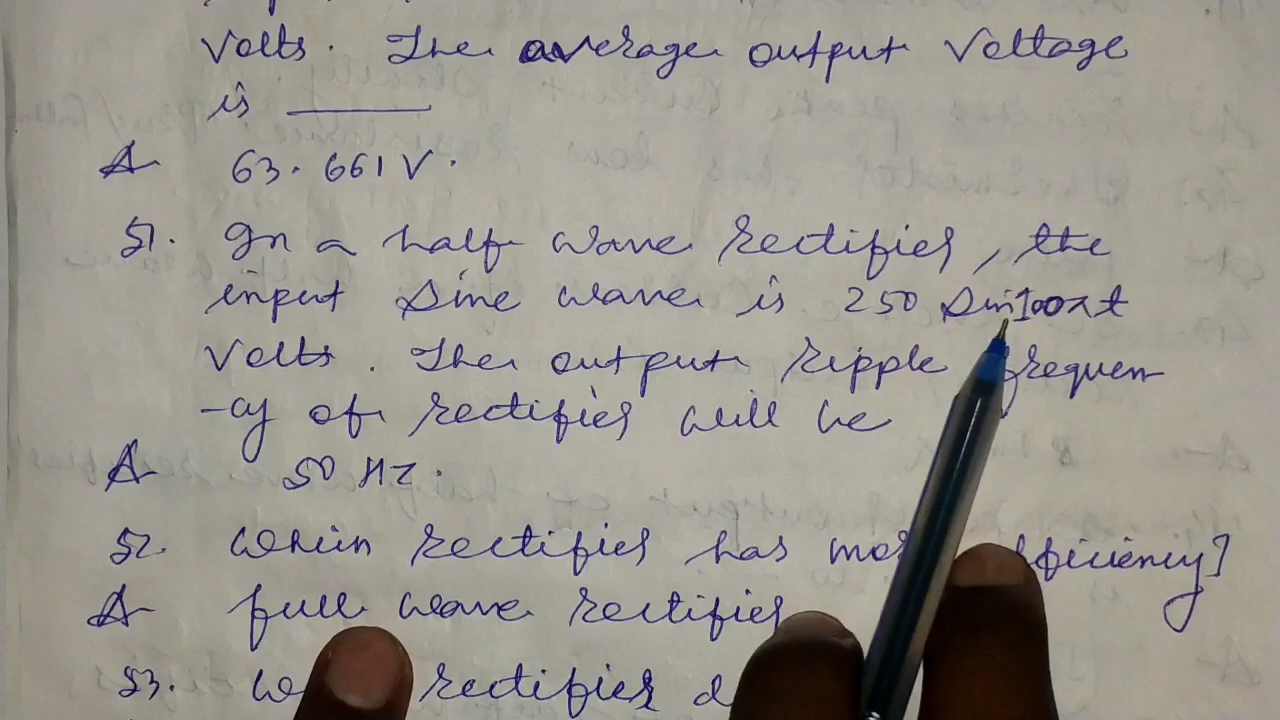 Volts. The average output Voltage
is ______
A 63.661 V.
51. In a half wave rectifier, the
input sine wave is 250 sin100πt
Volts. The output ripple frequen-
-cy of rectifier will be
A 50 Hz.
52. Which rectifier has more efficiency]
A full wave rectifier
53. rectifier